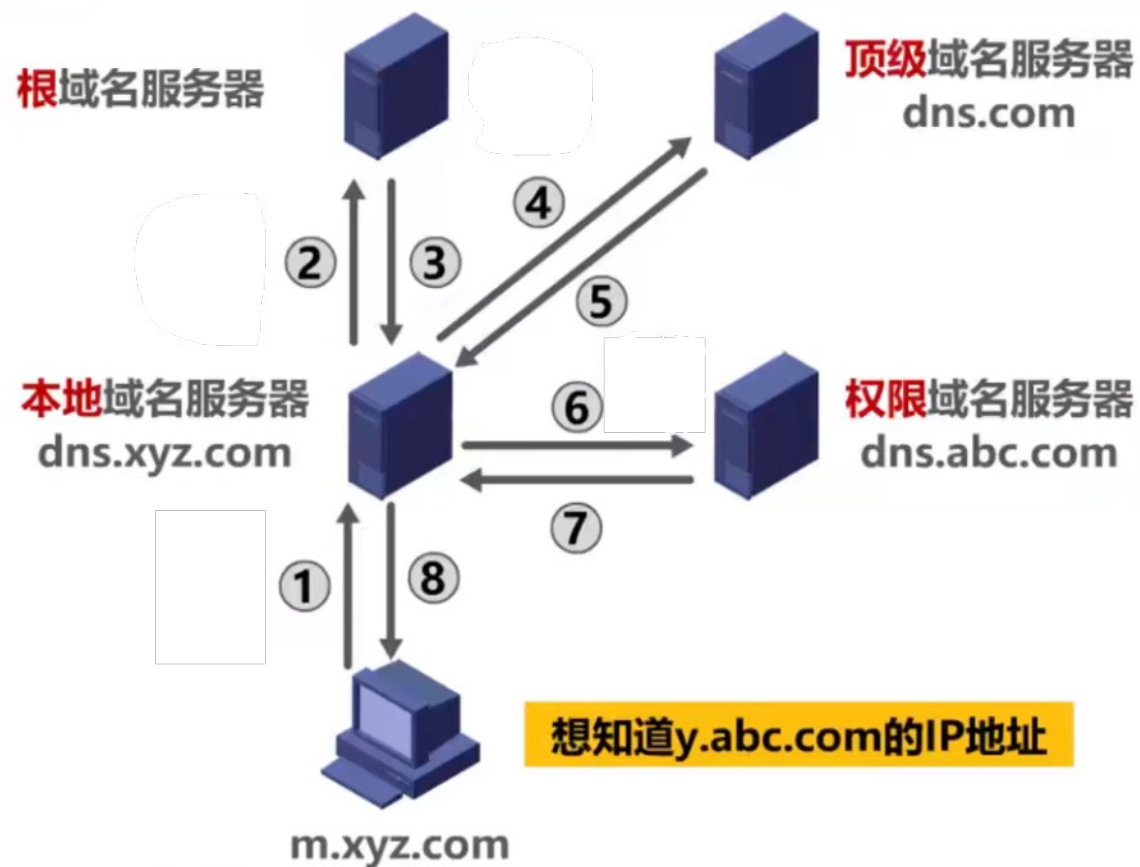 根域名服务器
顶级域名服务器
dns.com
④
②
③
⑤
本地域名服务器
dns.xyz.com
⑥
权限域名服务器
dns.abc.com
⑦
①
⑧
想知道y.abc.com的IP地址
m.xyz.com